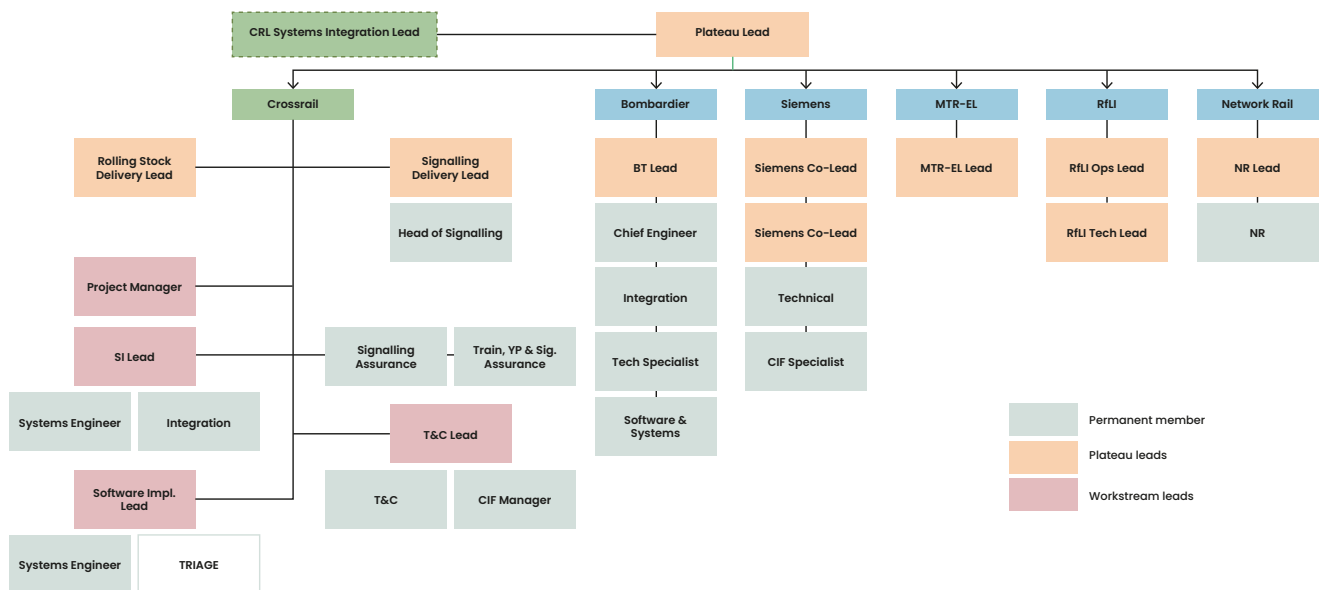 CRL Systems Integration Lead
Plateau Lead
Crossrail
Bombardier
Siemens
MTR-EL
RfLI
Network Rail
Rolling Stock
Delivery Lead
Signalling
Delivery Lead
BT Lead
Siemens Co-Lead
MTR-EL Lead
RfLI Ops Lead
NR Lead
Head of Signalling
Chief Engineer
Siemens Co-Lead
RfLI Tech Lead
NR
Project Manager
Integration
Technical
SI Lead
Signalling
Assurance
Train, YP & Sig.
Assurance
Tech Specialist
CIF Specialist
Systems Engineer
Integration
T&C Lead
Software &
Systems
Permanent member
Plateau leads
Workstream leads
Software Impl.
Lead
T&C
CIF Manager
Systems Engineer
TRIAGE